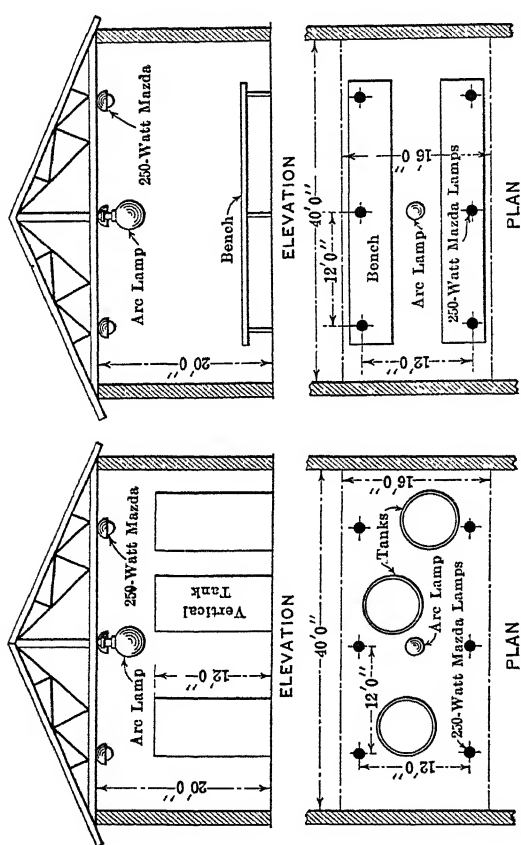 250-Watt Mazda
Arc Lamp
20' 0"
Bench
ELEVATION
40'0"
16' 0"
12'0"
Bench
Arc Lamp
250-Watt Mazda Lamps
12'0"
PLAN
250-Watt Mazda
Arc Lamp
Vertical
Tank
12' 0"
20' 0"
ELEVATION
40'0"
16'0"
Tanks
12'0"
Arc Lamp
250-Watt Mazda Lamps
12'0"
PLAN